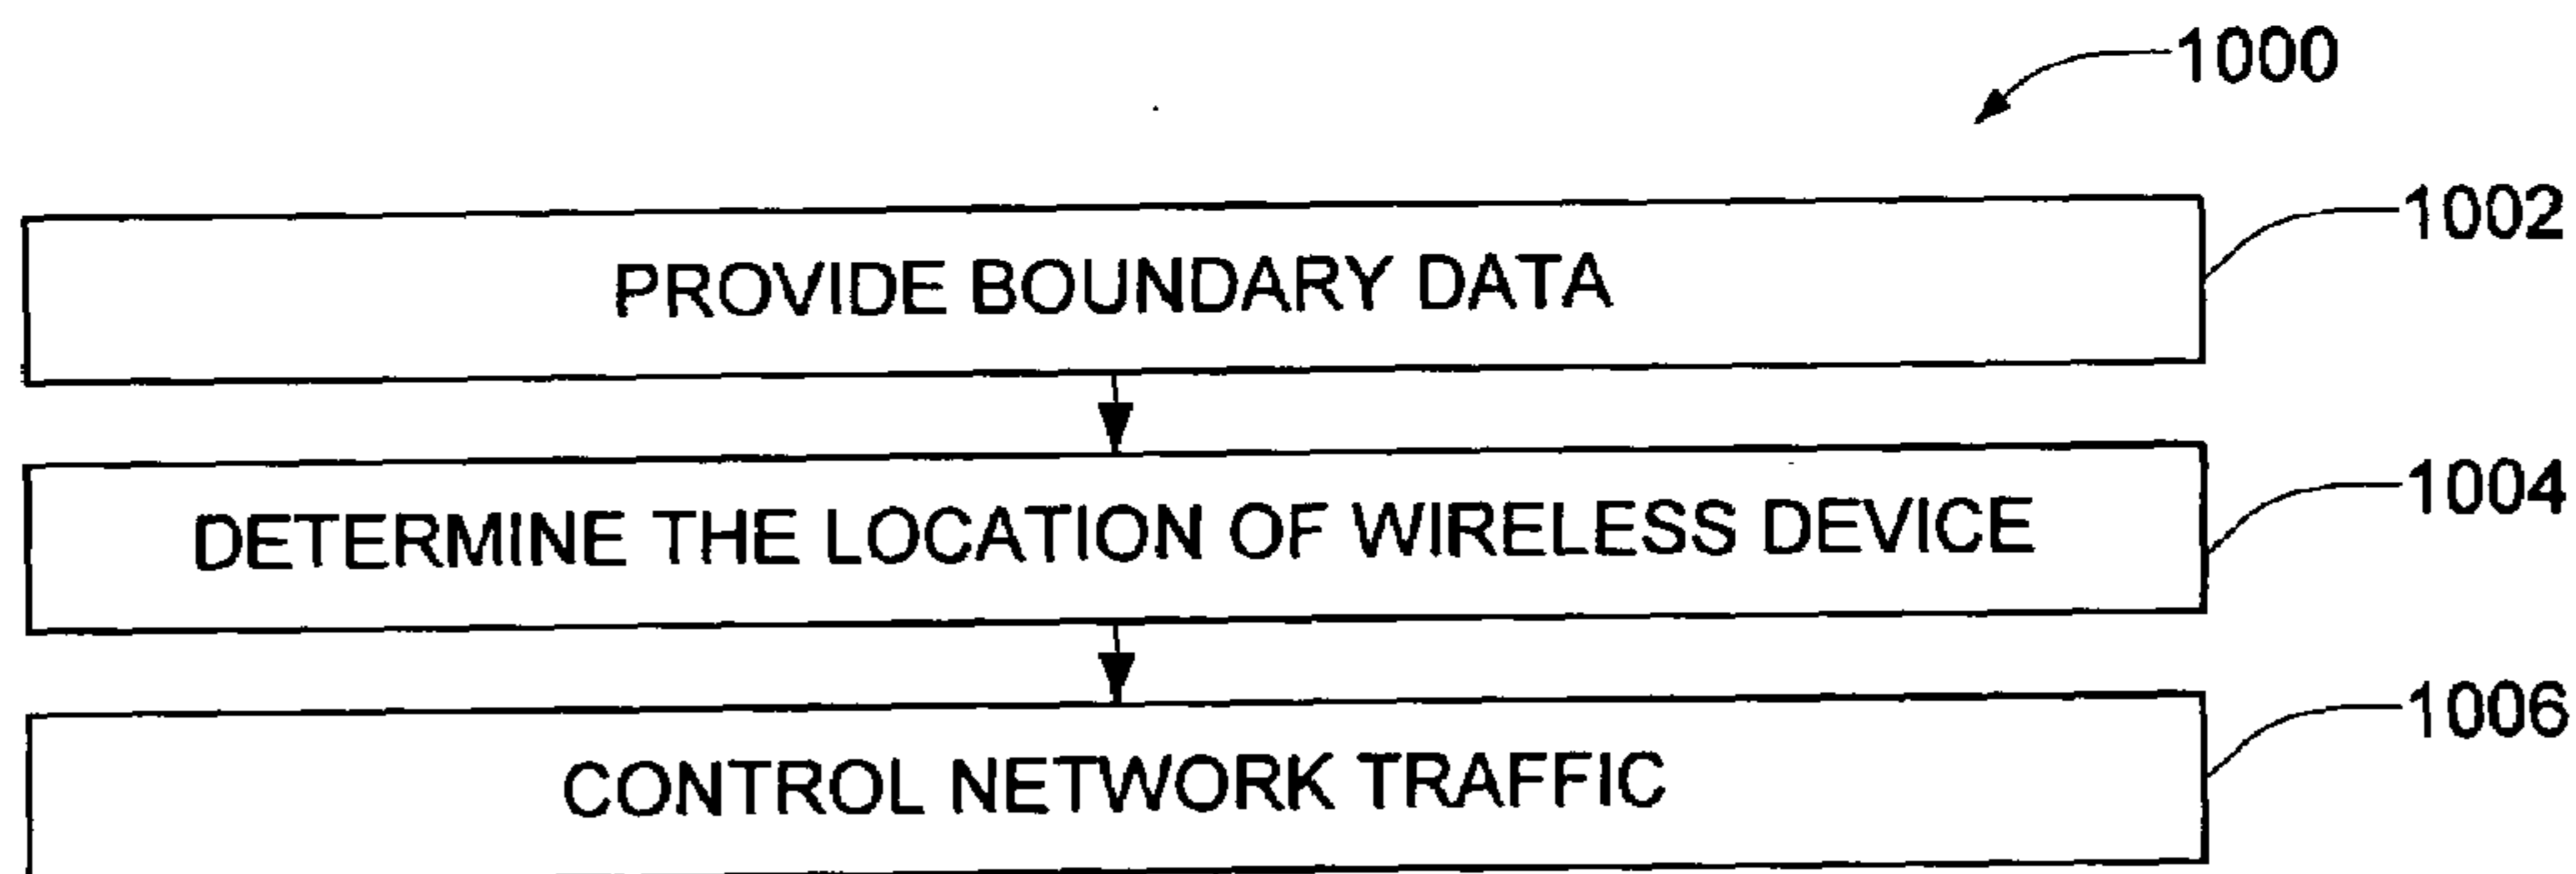 1000
PROVIDE BOUNDARY DATA
1002
DETERMINE THE LOCATION OF WIRELESS DEVICE
1004
CONTROL NETWORK TRAFFIC
1006